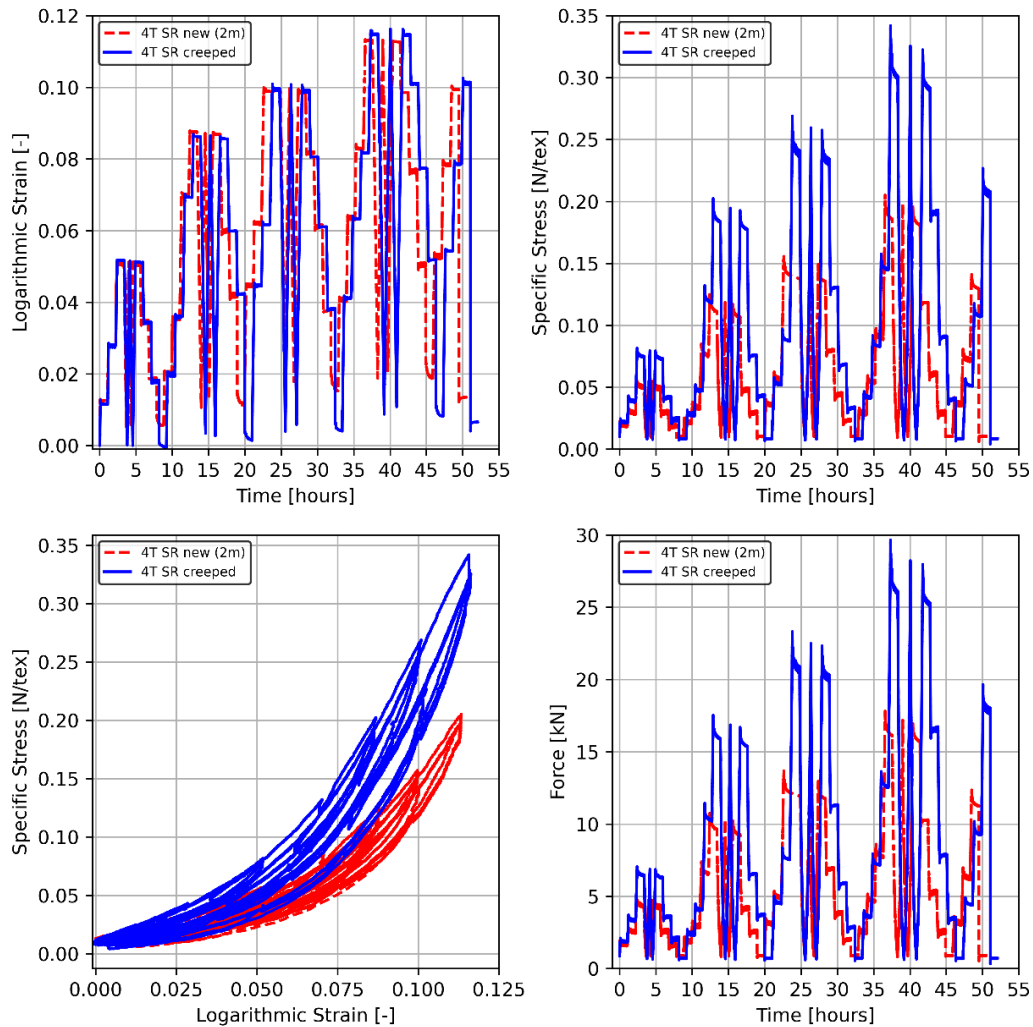 0.12
0.10
0.08
0.06
0.04
0.02
0.00
Logarithmic Strain [-]
4T SR new (2m)
4T SR creeped
0 5 10 15 20 25 30 35 40 45 50 55
Time [hours]
0.35
0.30
0.25
0.20
0.15
0.10
0.05
0.00
Specific Stress [N/tex]
4T SR new (2m)
4T SR creeped
0 5 10 15 20 25 30 35 40 45 50 55
Time [hours]
0.35
0.30
0.25
0.20
0.15
0.10
0.05
0.00
Specific Stress [N/tex]
4T SR new (2m)
4T SR creeped
0.000 0.025 0.050 0.075 0.100 0.125
Logarithmic Strain [-]
30
25
20
15
10
5
0
Force [kN]
4T SR new (2m)
4T SR creeped
0 5 10 15 20 25 30 35 40 45 50 55
Time [hours]